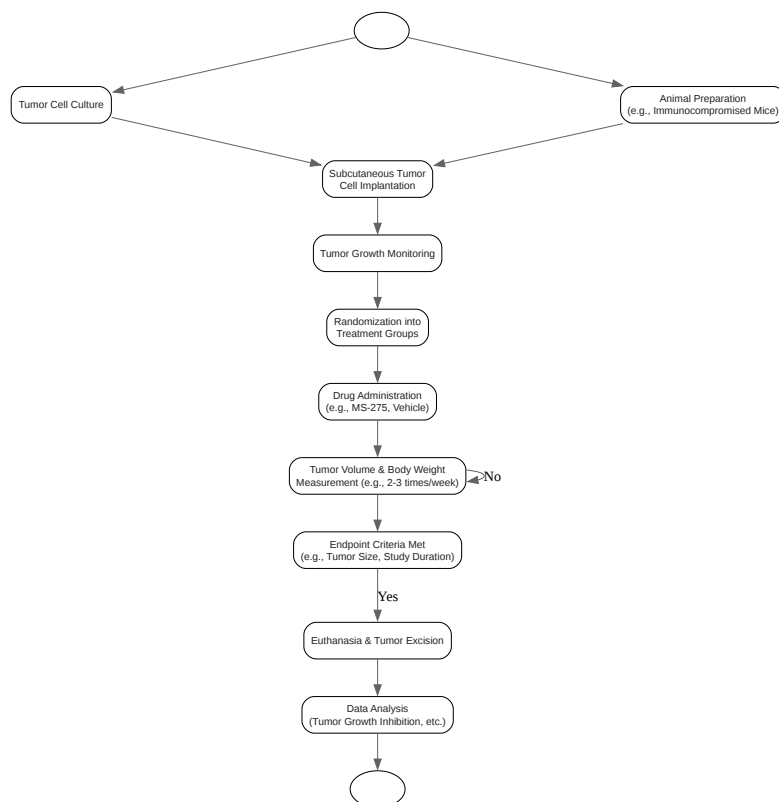 Tumor Cell Culture
Animal Preparation
(e.g., Immunocompromised Mice)
Subcutaneous Tumor
Cell Implantation
Tumor Growth Monitoring
Randomization into
Treatment Groups
Drug Administration
(e.g., MS-275, Vehicle)
Tumor Volume & Body Weight
Measurement (e.g., 2-3 times/week)
No
Endpoint Criteria Met
(e.g., Tumor Size, Study Duration)
Yes
Euthanasia & Tumor Excision
Data Analysis
(Tumor Growth Inhibition, etc.)